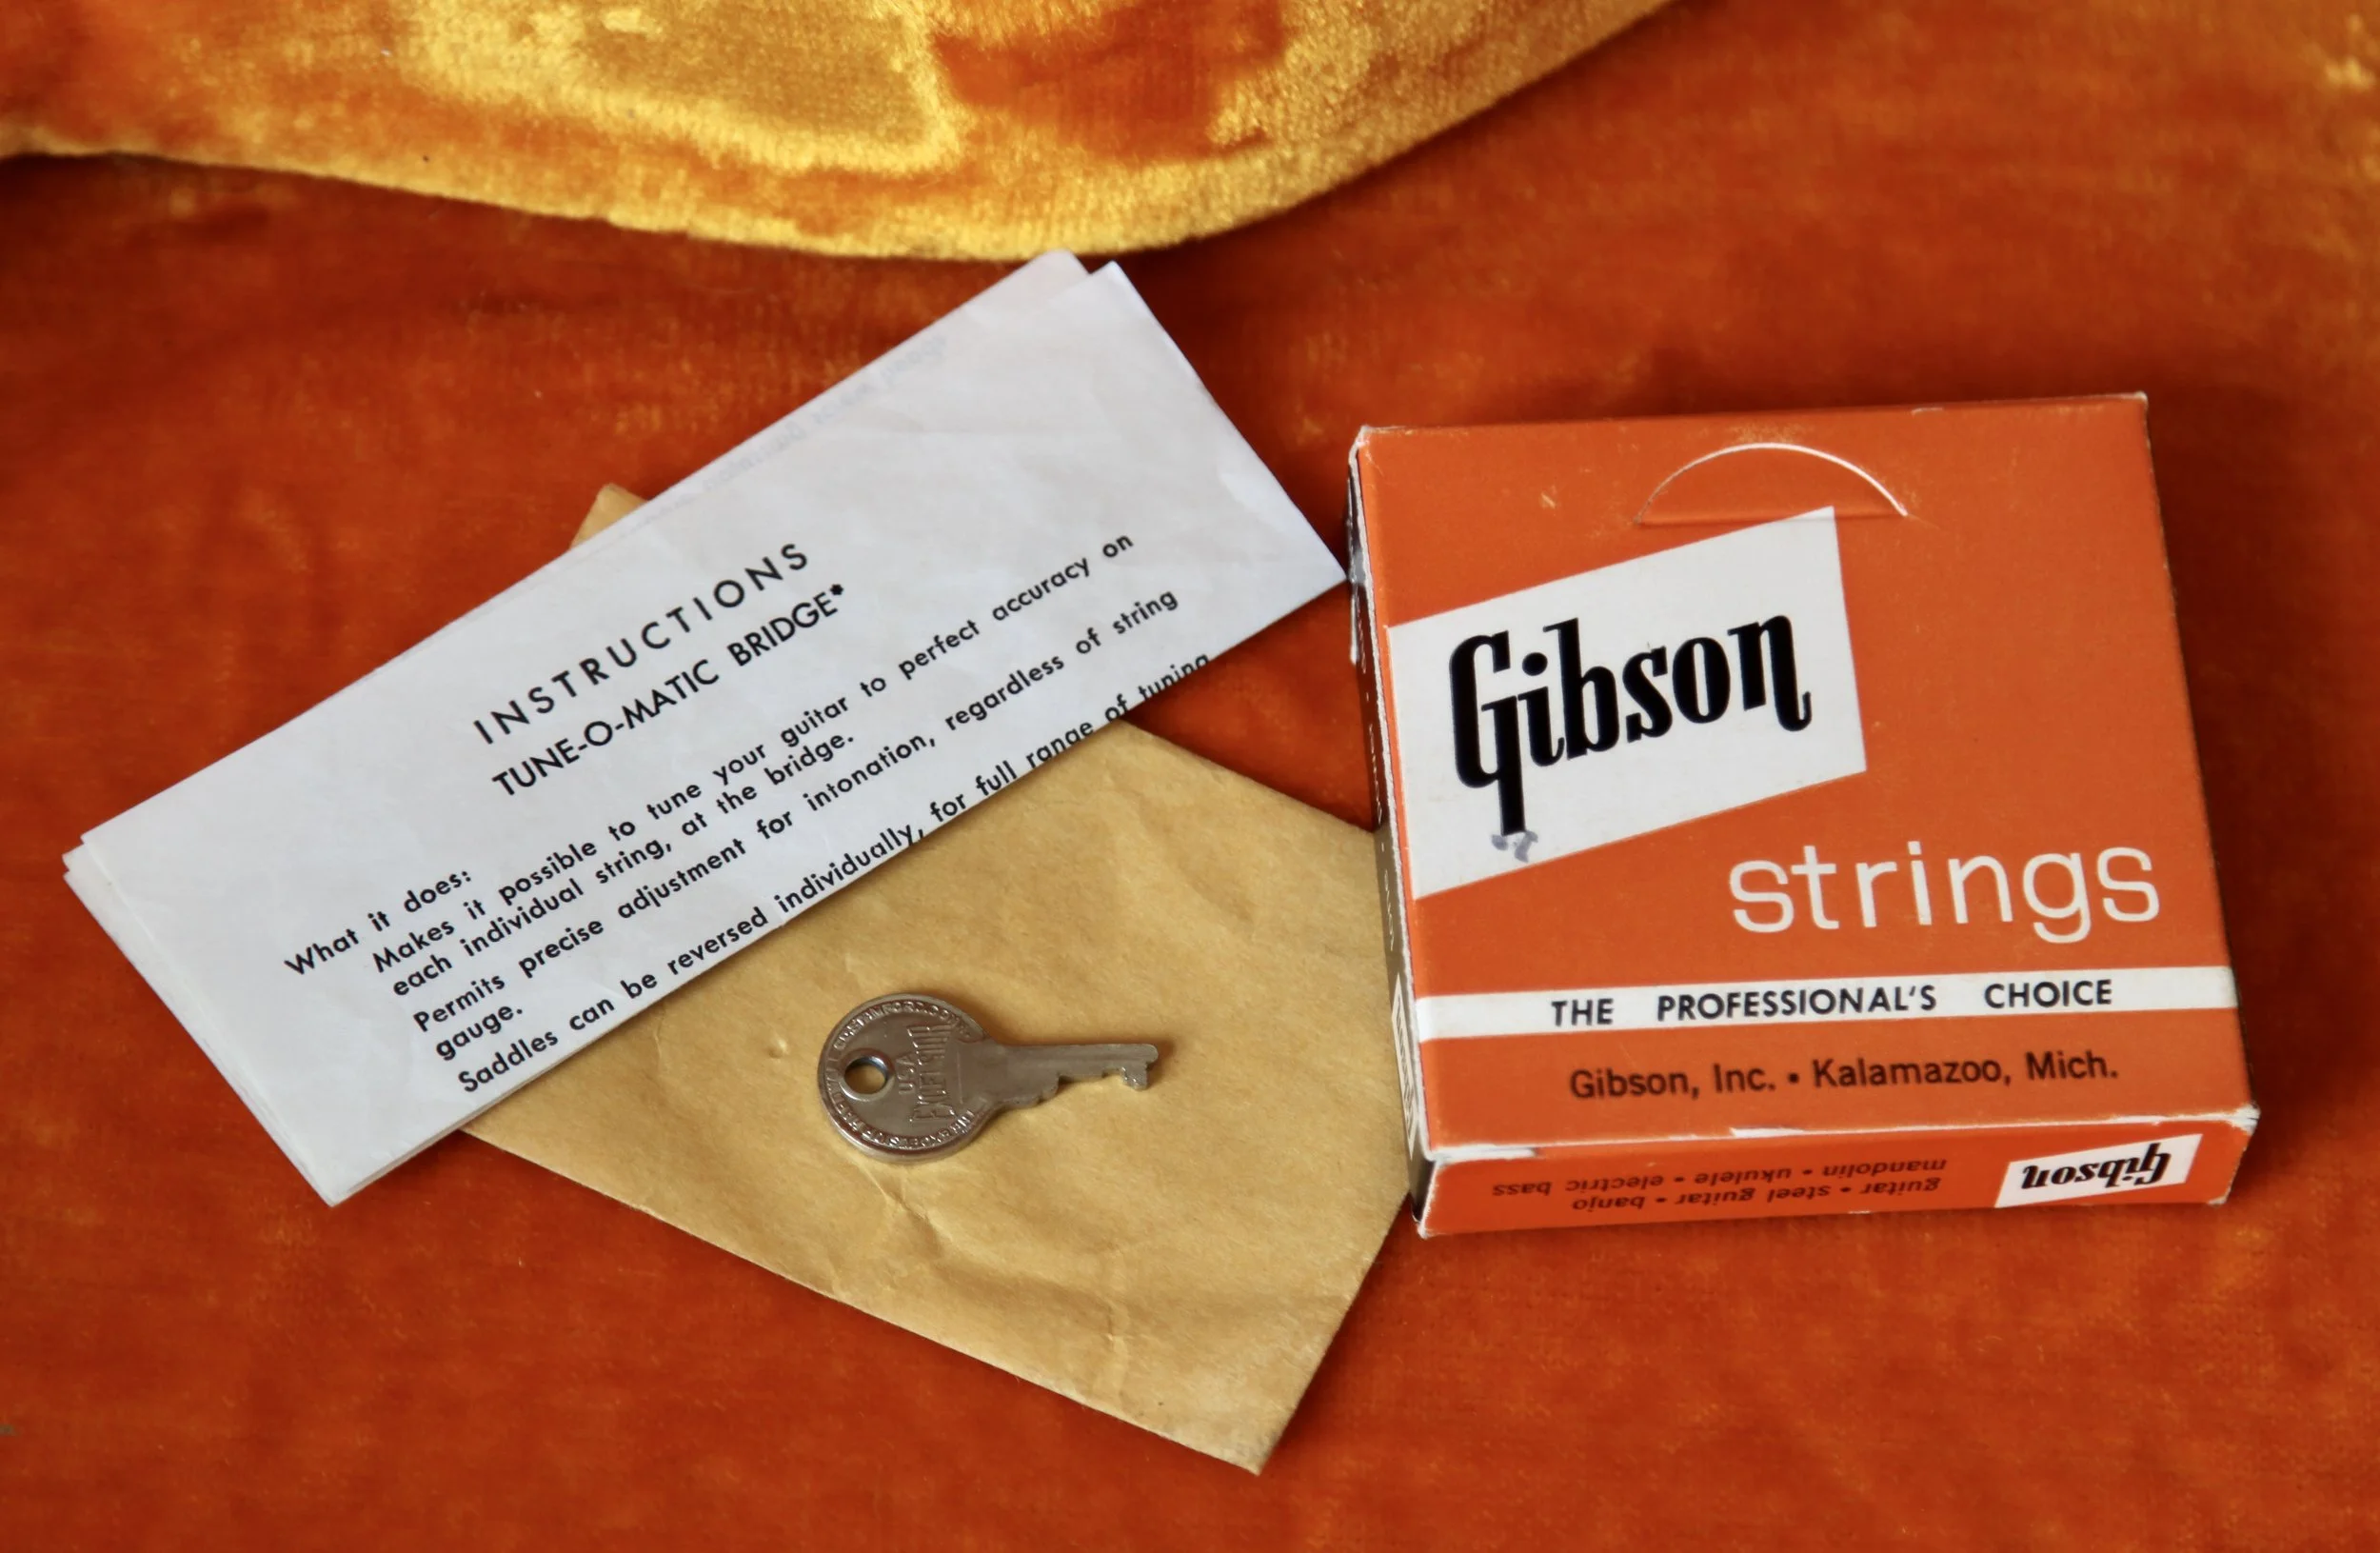 INSTRUCTIONS
TUNE-O-MATIC BRIDGE*
What it does:
Makes it possible to tune your guitar to perfect accuracy on
each individual string, at the bridge.
Permits precise adjustment for intonation, regardless of string
gauge.
Saddles can be reversed individually, for full range of tuning
USA
EXCELSIOR
Gibson
strings
THE PROFESSIONAL'S CHOICE
Gibson, Inc. • Kalamazoo, Mich.
Gibson
guitar • steel guitar • banjo
mandolin • ukulele • electric bass